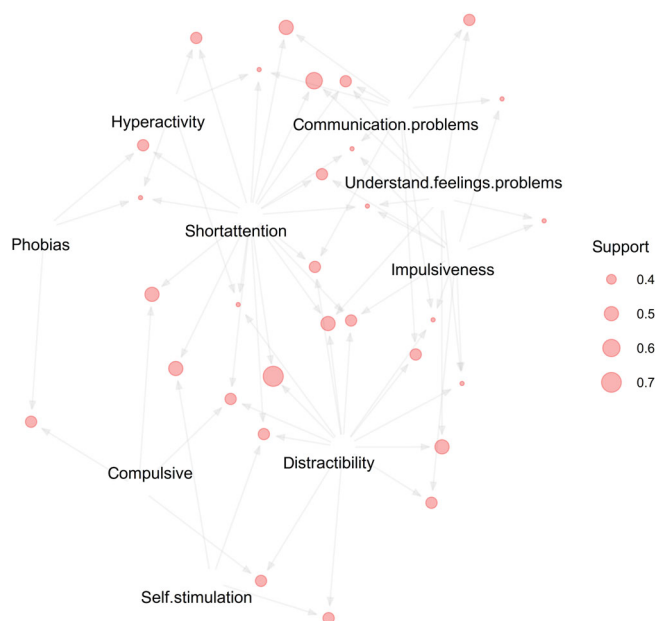 Hyperactivity
Communication.problems
Understand.feelings.problems
Phobias
Shortattention
Impulsiveness
Compulsive
Distractibility
Self.stimulation
Support
0.4
0.5
0.6
0.7